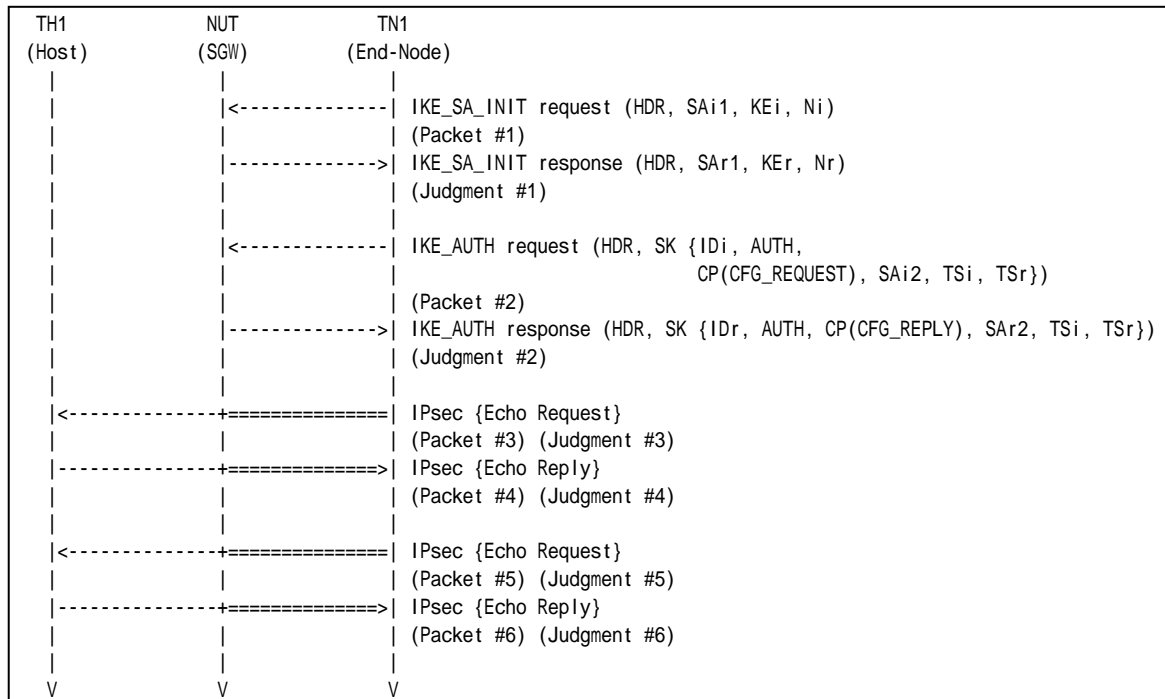 TH1 NUT TN1
(Host) (SGW) (End-Node)
| | |
| |<--------------| IKE_SA_INIT request (HDR, SAi1, KEi, Ni)
| | | (Packet #1)
| |-------------->| IKE_SA_INIT response (HDR, SAr1, KEr, Nr)
| | | (Judgment #1)
| | |
| |<--------------| IKE_AUTH request (HDR, SK {IDi, AUTH,
| | | CP(CFG_REQUEST), SAi2, TSi, TSr})
| | | (Packet #2)
| |-------------->| IKE_AUTH response (HDR, SK {IDr, AUTH, CP(CFG_REPLY), SAr2, TSi, TSr})
| | | (Judgment #2)
| | |
|<--------------+===============| IPsec {Echo Request}
| | | (Packet #3) (Judgment #3)
|---------------+==============>| IPsec {Echo Reply}
| | | (Packet #4) (Judgment #4)
| | |
|<--------------+===============| IPsec {Echo Request}
| | | (Packet #5) (Judgment #5)
|---------------+==============>| IPsec {Echo Reply}
| | | (Packet #6) (Judgment #6)
| | |
V V V